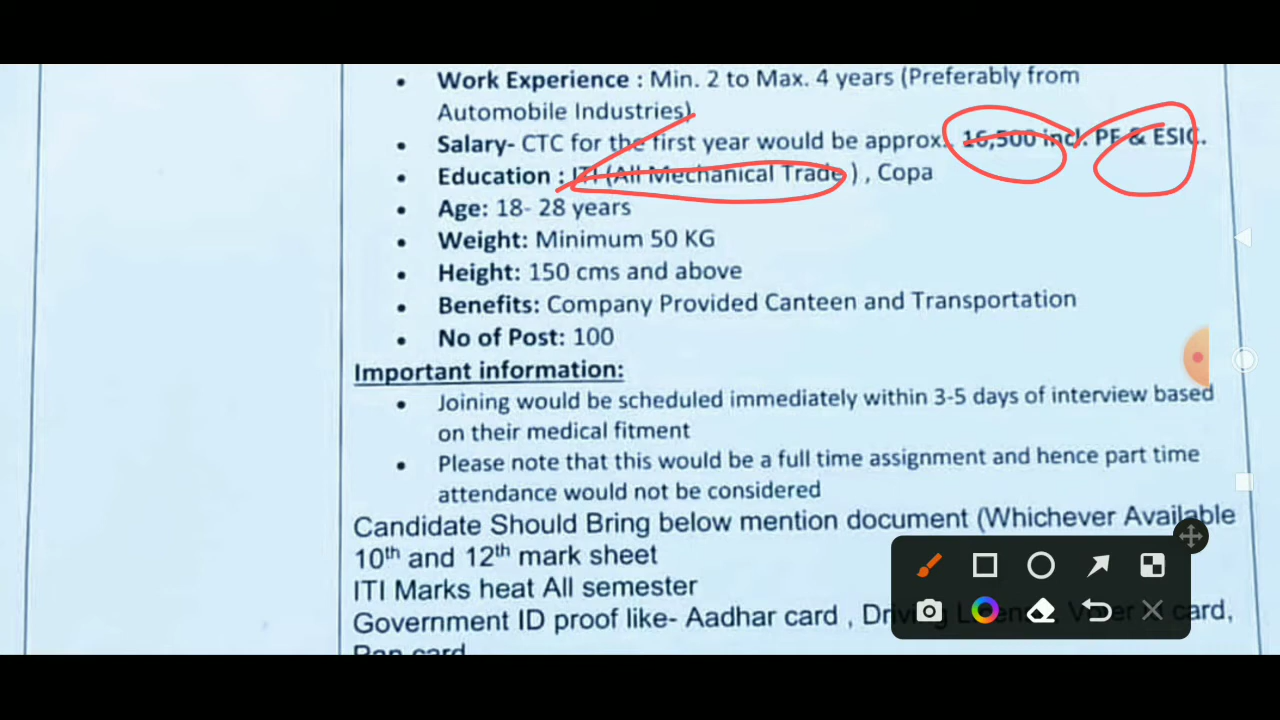 • Work Experience : Min. 2 to Max. 4 years (Preferably from
Automobile Industries)
• Salary- CTC for the first year would be approx.. 16,500 incl. PF & ESIC.
• Education : ITI (All Mechanical Trade ) , Copa
• Age: 18- 28 years
• Weight: Minimum 50 KG
• Height: 150 cms and above
• Benefits: Company Provided Canteen and Transportation
• No of Post: 100
Important information:
• Joining would be scheduled immediately within 3-5 days of interview based
on their medical fitment
• Please note that this would be a full time assignment and hence part time
attendance would not be considered
Candidate Should Bring below mention document (Whichever Available
10th and 12th mark sheet
ITI Marks heat All semester
Government ID proof like- Aadhar card , Driving License, Voter card,
Pan card